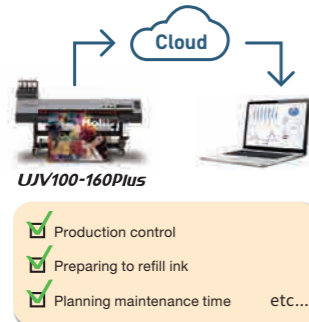 Cloud
UJV100-160Plus
Production control
Preparing to refill ink
Planning maintenance time etc...